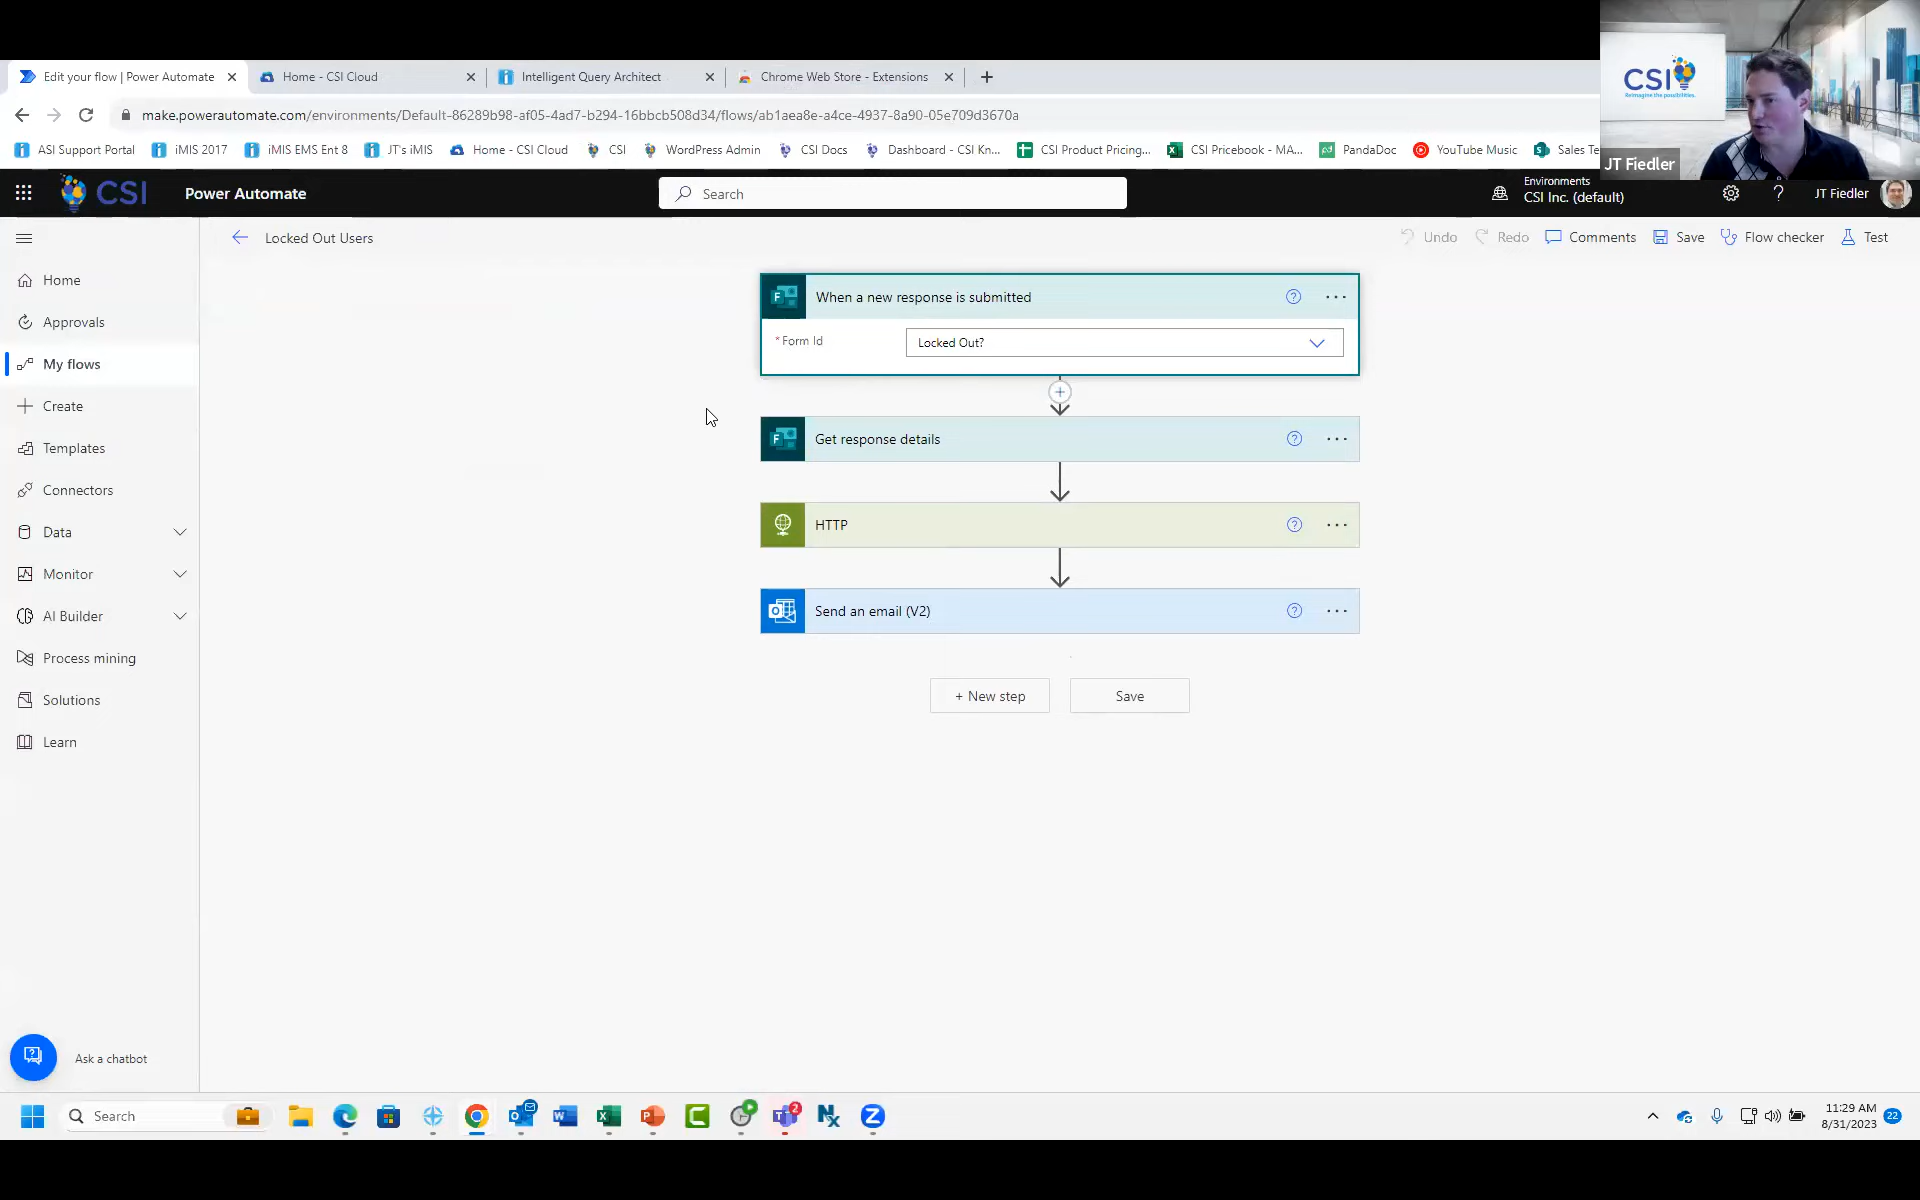 Edit your flow | Power Automate
Home - CSI Cloud
Intelligent Query Architect
Chrome Web Store - Extensions
make.powerautomate.com/environments/Default-86289b98-af05-4ad7-b294-16bbcb508d34/flows/ab1aea8e-a4ce-4937-8a90-05e709d3670a
ASI Support Portal
iMIS 2017
iMIS EMS Ent 8
JT's iMIS
Home - CSI Cloud
CSI
WordPress Admin
CSI Docs
Dashboard - CSI Kn...
CSI Product Pricing...
CSI Pricebook - MA...
PandaDoc
YouTube Music
Sales Te
CSI
Reimagine the possibilities.
JT Fiedler
CSI
Power Automate
Search
Environments
CSI Inc. (default)
?
JT Fiedler
Locked Out Users
Undo
Redo
Comments
Save
Flow checker
Test
Home
Approvals
My flows
Create
Templates
Connectors
Data
Monitor
AI Builder
Process mining
Solutions
Learn
Ask a chatbot
When a new response is submitted
* Form Id
Locked Out?
Get response details
HTTP
Send an email (V2)
+ New step
Save
Search
11:29 AM
8/31/2023
22